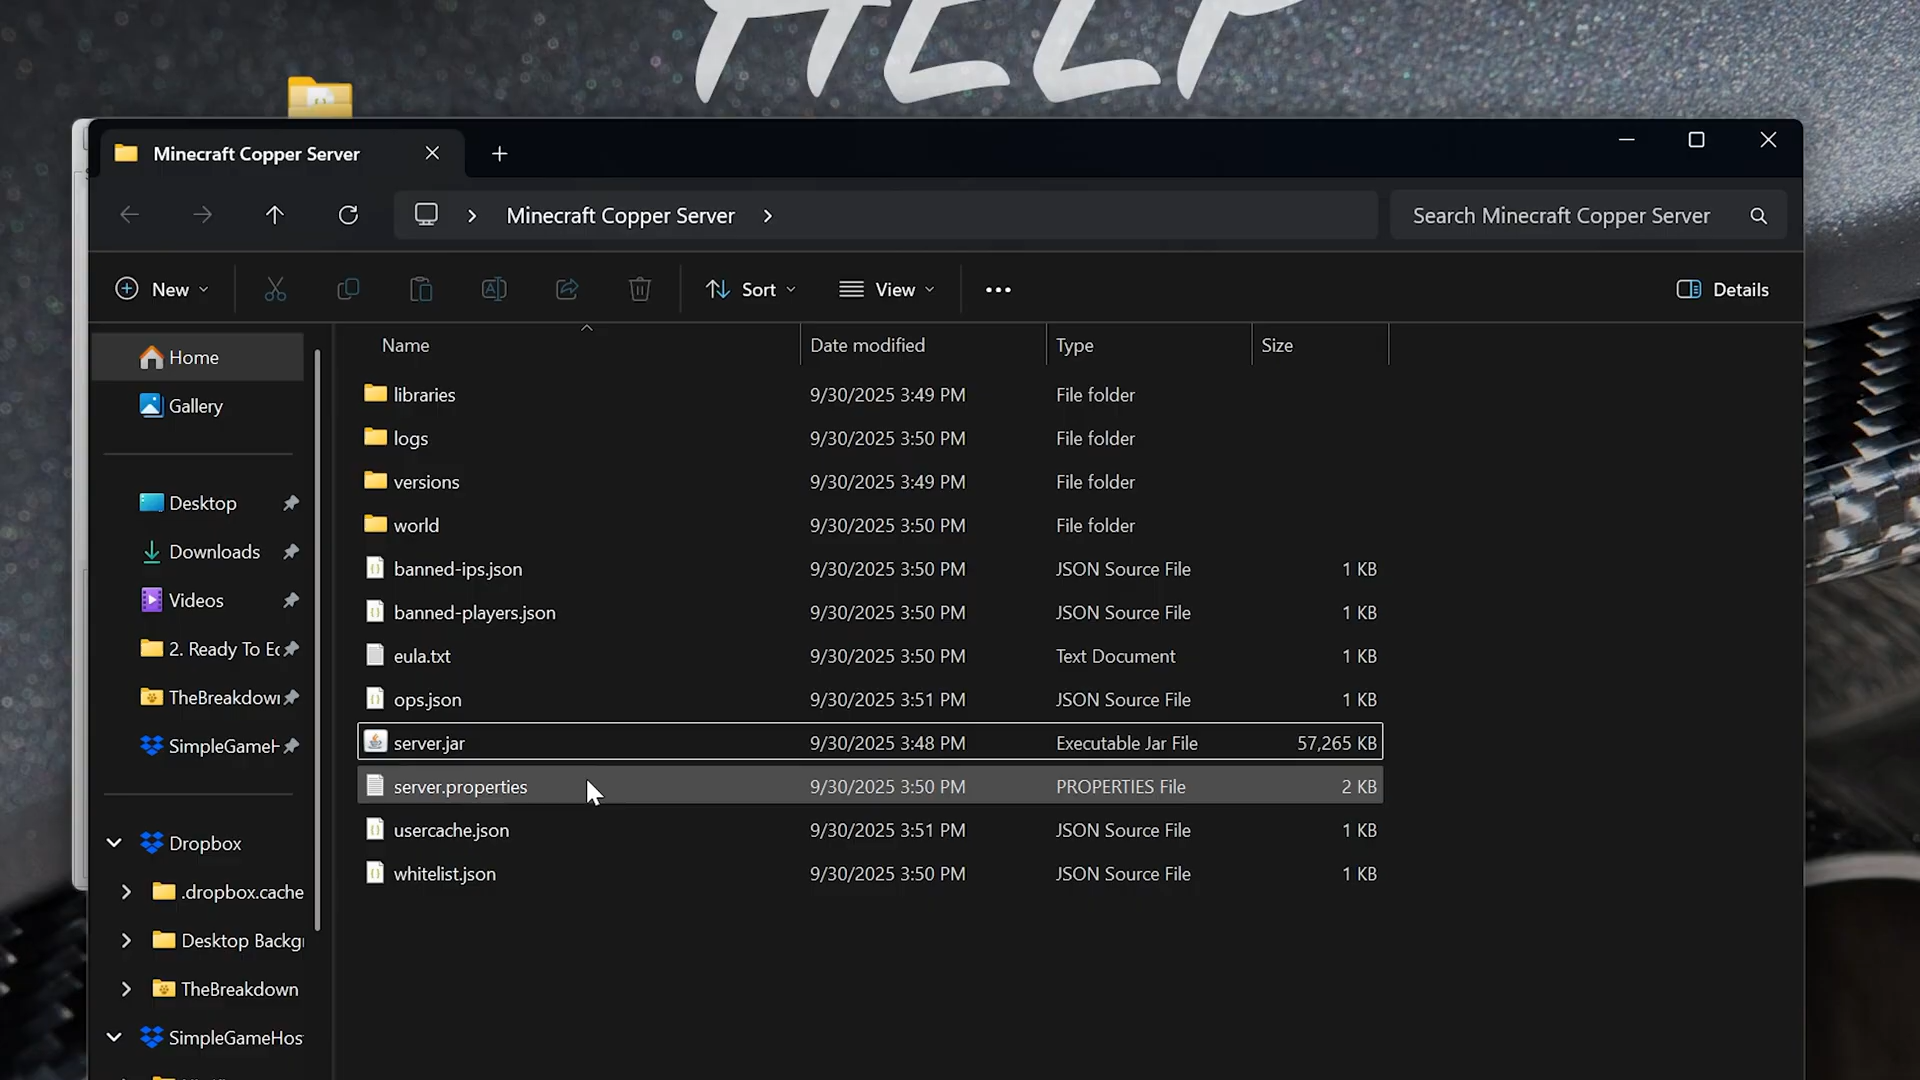 HELP
Minecraft Copper Server
Minecraft Copper Server
Search Minecraft Copper Server
New
Sort
View
Details
Home
Gallery
Desktop
Downloads
Videos
2. Ready To Ec
TheBreakdow
SimpleGameH
Dropbox
.dropbox.cache
Desktop Backg
TheBreakdown
SimpleGameHos
Name Date modified Type Size
libraries 9/30/2025 3:49 PM File folder
logs 9/30/2025 3:50 PM File folder
versions 9/30/2025 3:49 PM File folder
world 9/30/2025 3:50 PM File folder
banned-ips.json 9/30/2025 3:50 PM JSON Source File 1 KB
banned-players.json 9/30/2025 3:50 PM JSON Source File 1 KB
eula.txt 9/30/2025 3:50 PM Text Document 1 KB
ops.json 9/30/2025 3:51 PM JSON Source File 1 KB
server.jar 9/30/2025 3:48 PM Executable Jar File 57,265 KB
server.properties 9/30/2025 3:50 PM PROPERTIES File 2 KB
usercache.json 9/30/2025 3:51 PM JSON Source File 1 KB
whitelist.json 9/30/2025 3:50 PM JSON Source File 1 KB